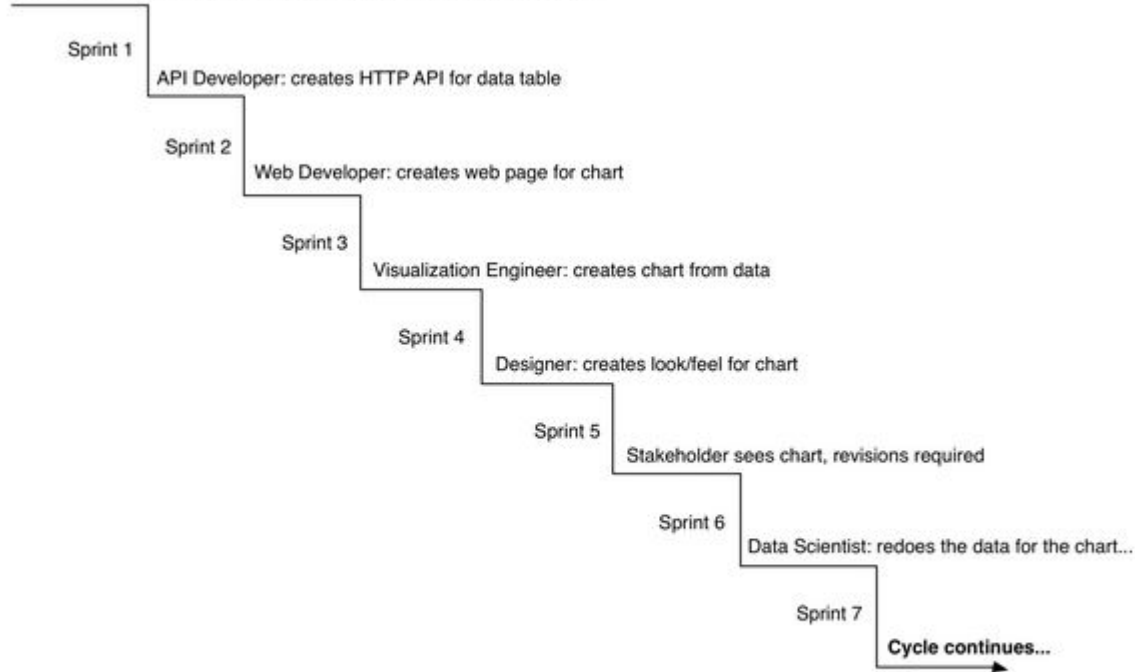 Sprint 1
API Developer: creates HTTP API for data table
Sprint 2
Web Developer: creates web page for chart
Sprint 3
Visualization Engineer: creates chart from data
Sprint 4
Designer: creates look/feel for chart
Sprint 5
Stakeholder sees chart, revisions required
Sprint 6
Data Scientist: redoes the data for the chart...
Sprint 7
Cycle continues...